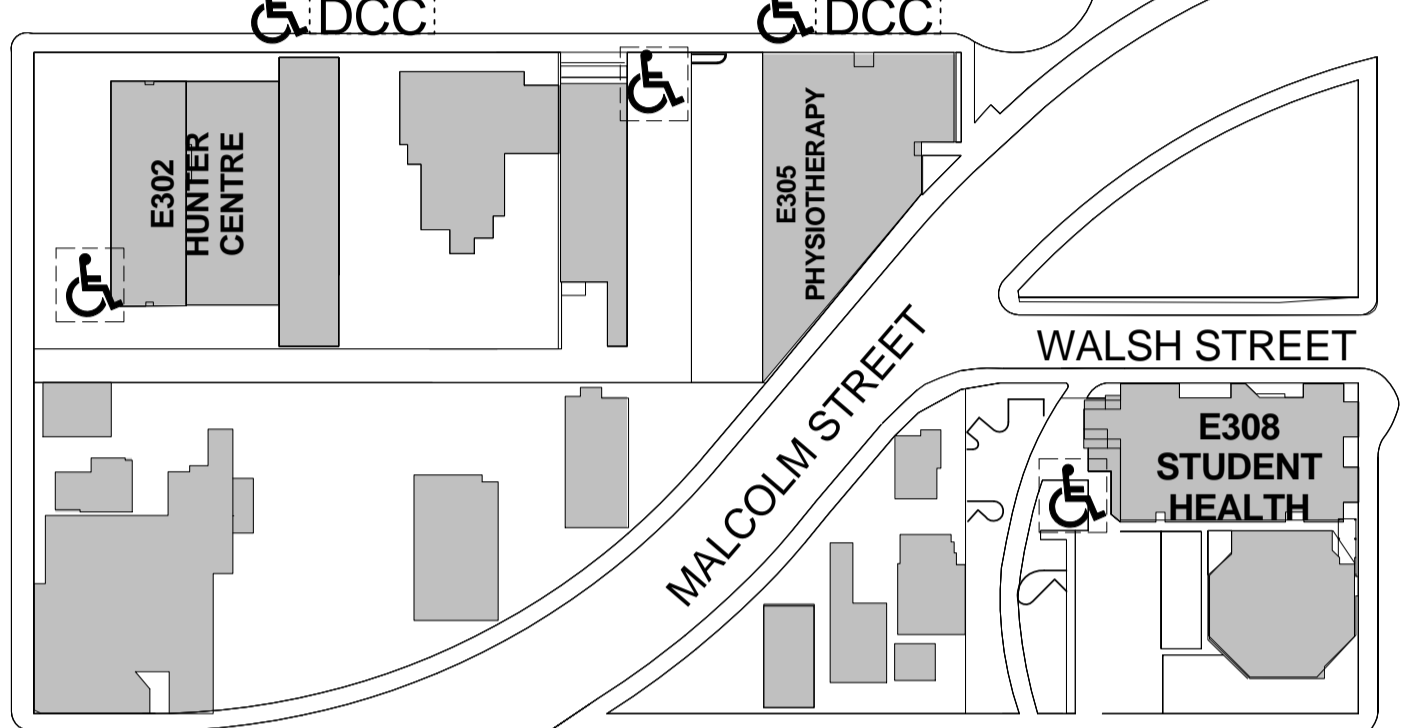 DCC
DCC
E302
HUNTER
CENTRE
E305
PHYSIOTHERAPY
MALCOLM STREET
WALSH STREET
E308
STUDENT
HEALTH